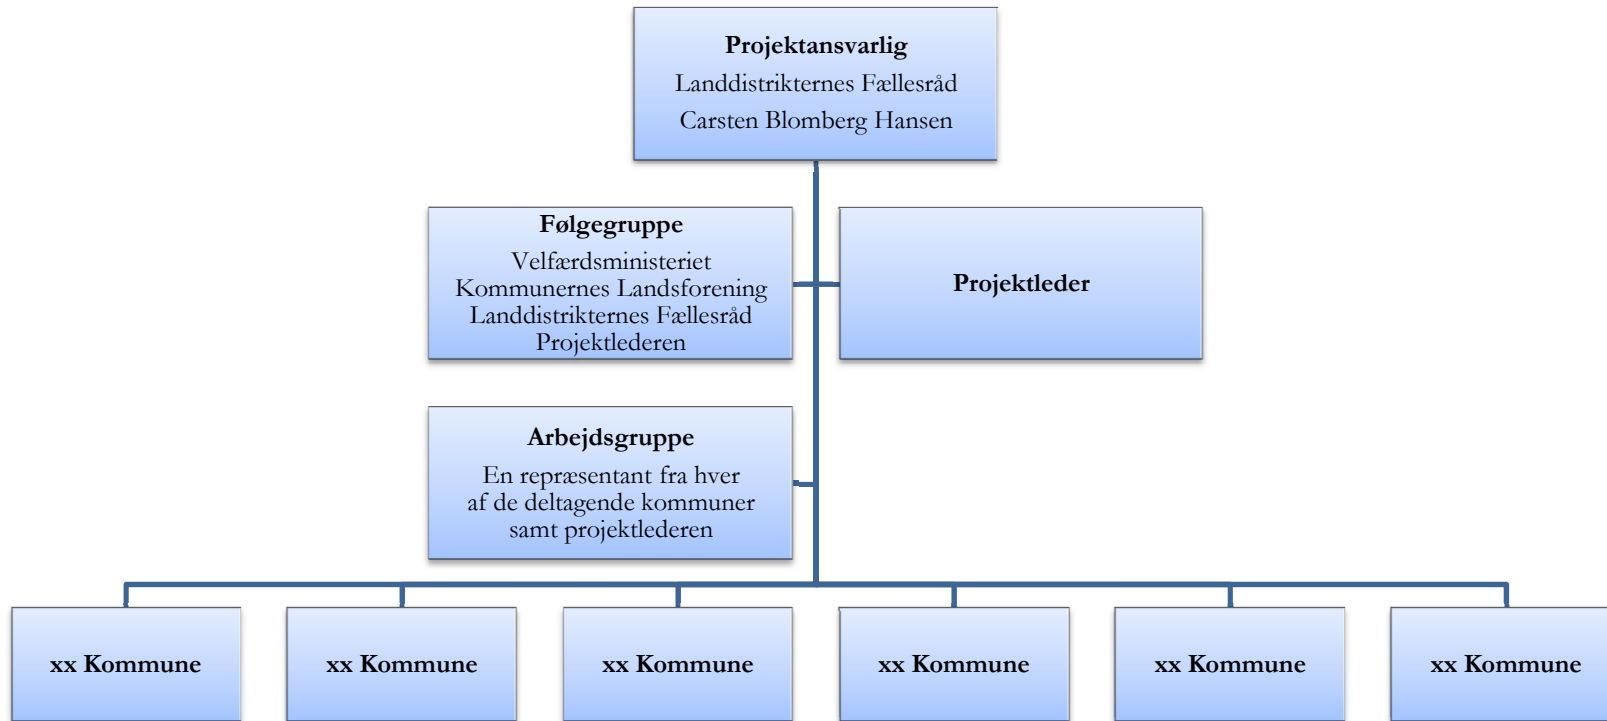 Projektansvarlig
Landdistrikternes Fællesråd
Carsten Blomberg Hansen
Følgegruppe
Velfærdsministeriet
Kommunernes Landsforening
Landdistrikternes Fællesråd
Projektlederen
Projektleder
Arbejdsgruppe
En repræsentant fra hver
af de deltagende kommuner
samt projektlederen
xx Kommune
xx Kommune
xx Kommune
xx Kommune
xx Kommune
xx Kommune